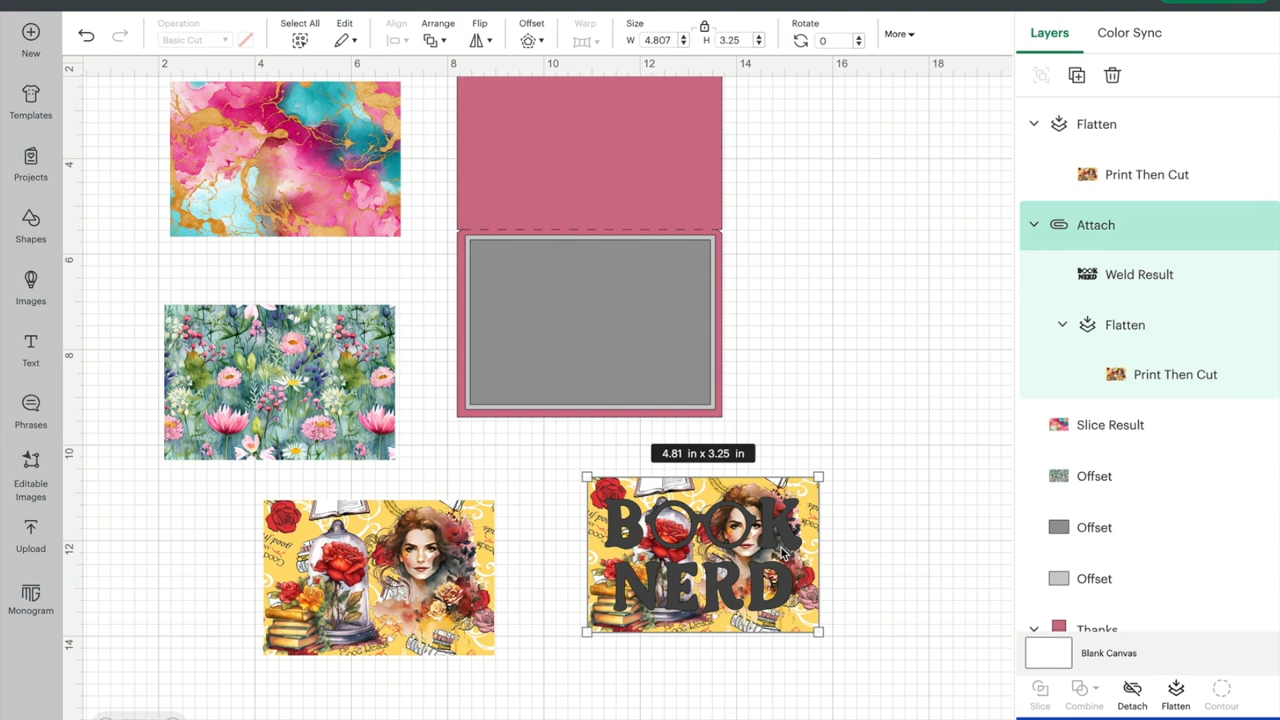 Operation
Select All
Edit
Align
Arrange
Flip
Offset
Warp
Size
Rotate
Basic Cut
W 4.807
H 3.25
0
More
Layers
Color Sync
New
Templates
Projects
Shapes
Images
Text
Phrases
Editable
Images
Upload
Monogram
2
4
6
8
10
12
14
16
18
2
4
6
8
10
12
14
4.81 in x 3.25 in
BOOK
NERD
Flatten
Print Then Cut
Attach
BOOK
NERD
Weld Result
Flatten
Print Then Cut
Slice Result
Offset
Offset
Offset
Thanks
Blank Canvas
Slice
Combine
Detach
Flatten
Contour